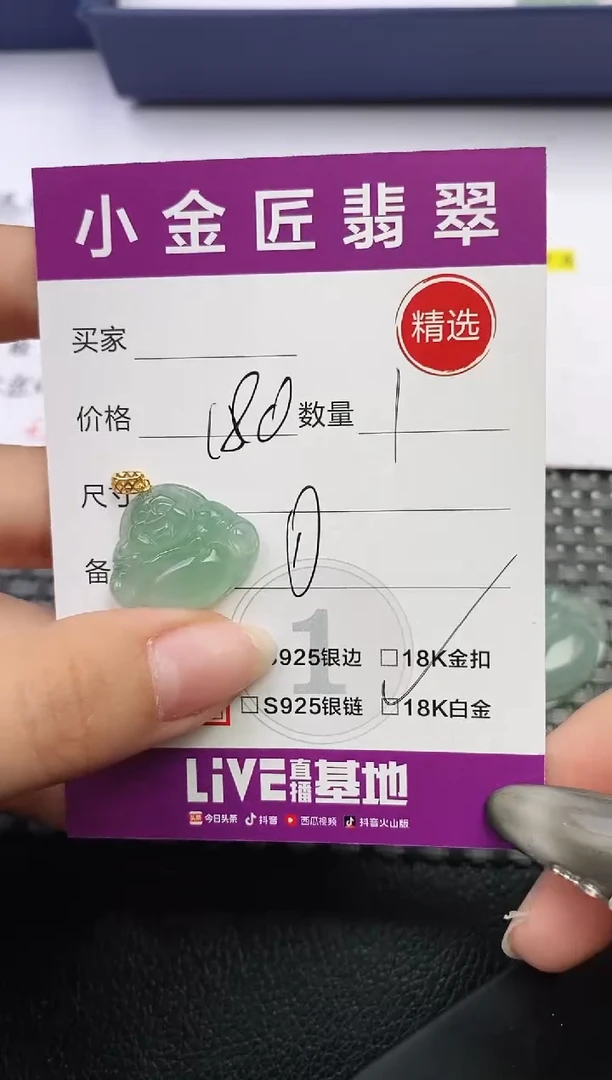 小金匠翡翠
精选
买家
价格 180 数量 1
尺寸
备
1
S925银边 18K金扣
S925银链 18K白金
LiVE直播基地
头条 今日头条 抖音 西瓜视频 抖音火山版